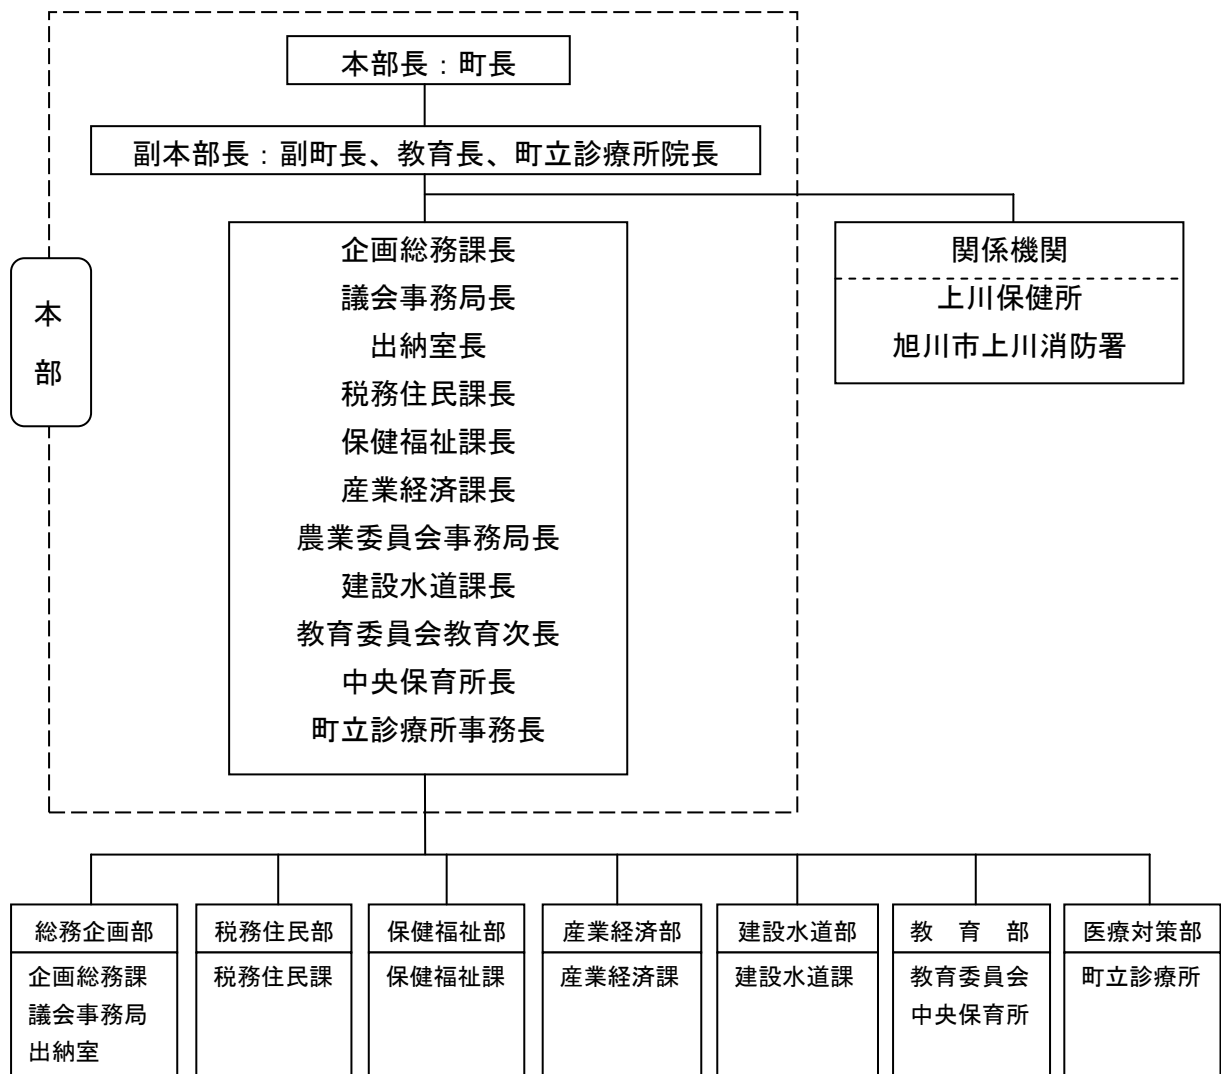 本部長：町長
副本部長：副町長、教育長、町立診療所院長
本
部
企画総務課長
議会事務局長
出納室長
税務住民課長
保健福祉課長
産業経済課長
農業委員会事務局長
建設水道課長
教育委員会教育次長
中央保育所長
町立診療所事務長
関係機関
上川保健所
旭川市上川消防署
総務企画部
企画総務課
議会事務局
出納室
税務住民部
税務住民課
保健福祉部
保健福祉課
産業経済部
産業経済課
建設水道部
建設水道課
教　育　部
教育委員会
中央保育所
医療対策部
町立診療所